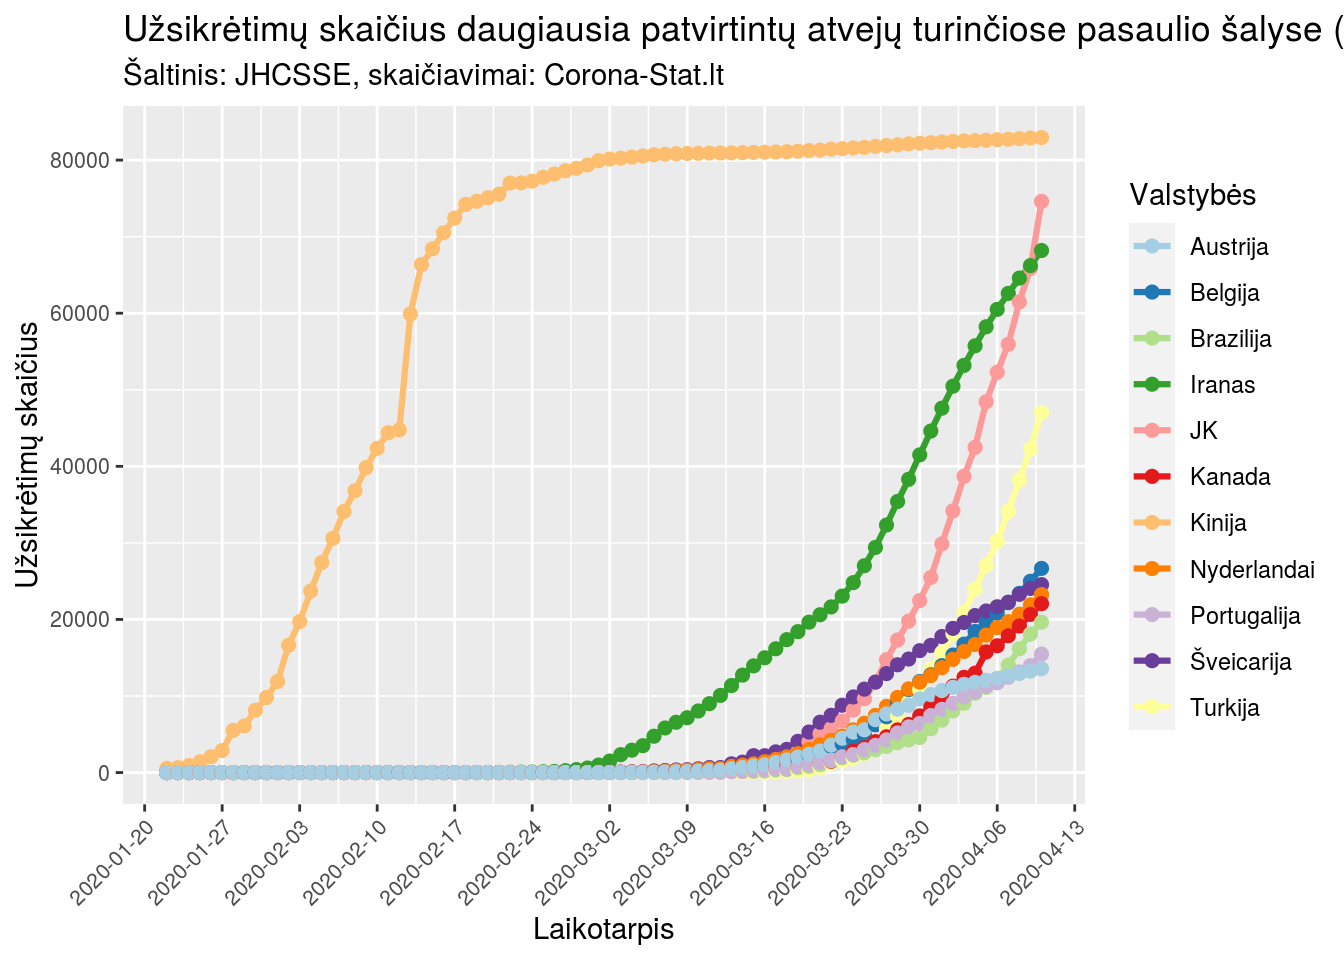 Užsikrėtimų skaičius daugiausia patvirtintų atvejų turinčiose pasaulio šalyse (
Šaltinis: JHCSSE, skaičiavimai: Corona-Stat.lt
Užsikrėtimų skaičius
80000
60000
40000
20000
0
2020-01-20
2020-01-27
2020-02-03
2020-02-10
2020-02-17
2020-02-24
2020-03-02
2020-03-09
2020-03-16
2020-03-23
2020-03-30
2020-04-06
2020-04-13
Laikotarpis
Valstybės
Austrija
Belgija
Brazilija
Iranas
JK
Kanada
Kinija
Nyderlandai
Portugalija
Šveicarija
Turkija